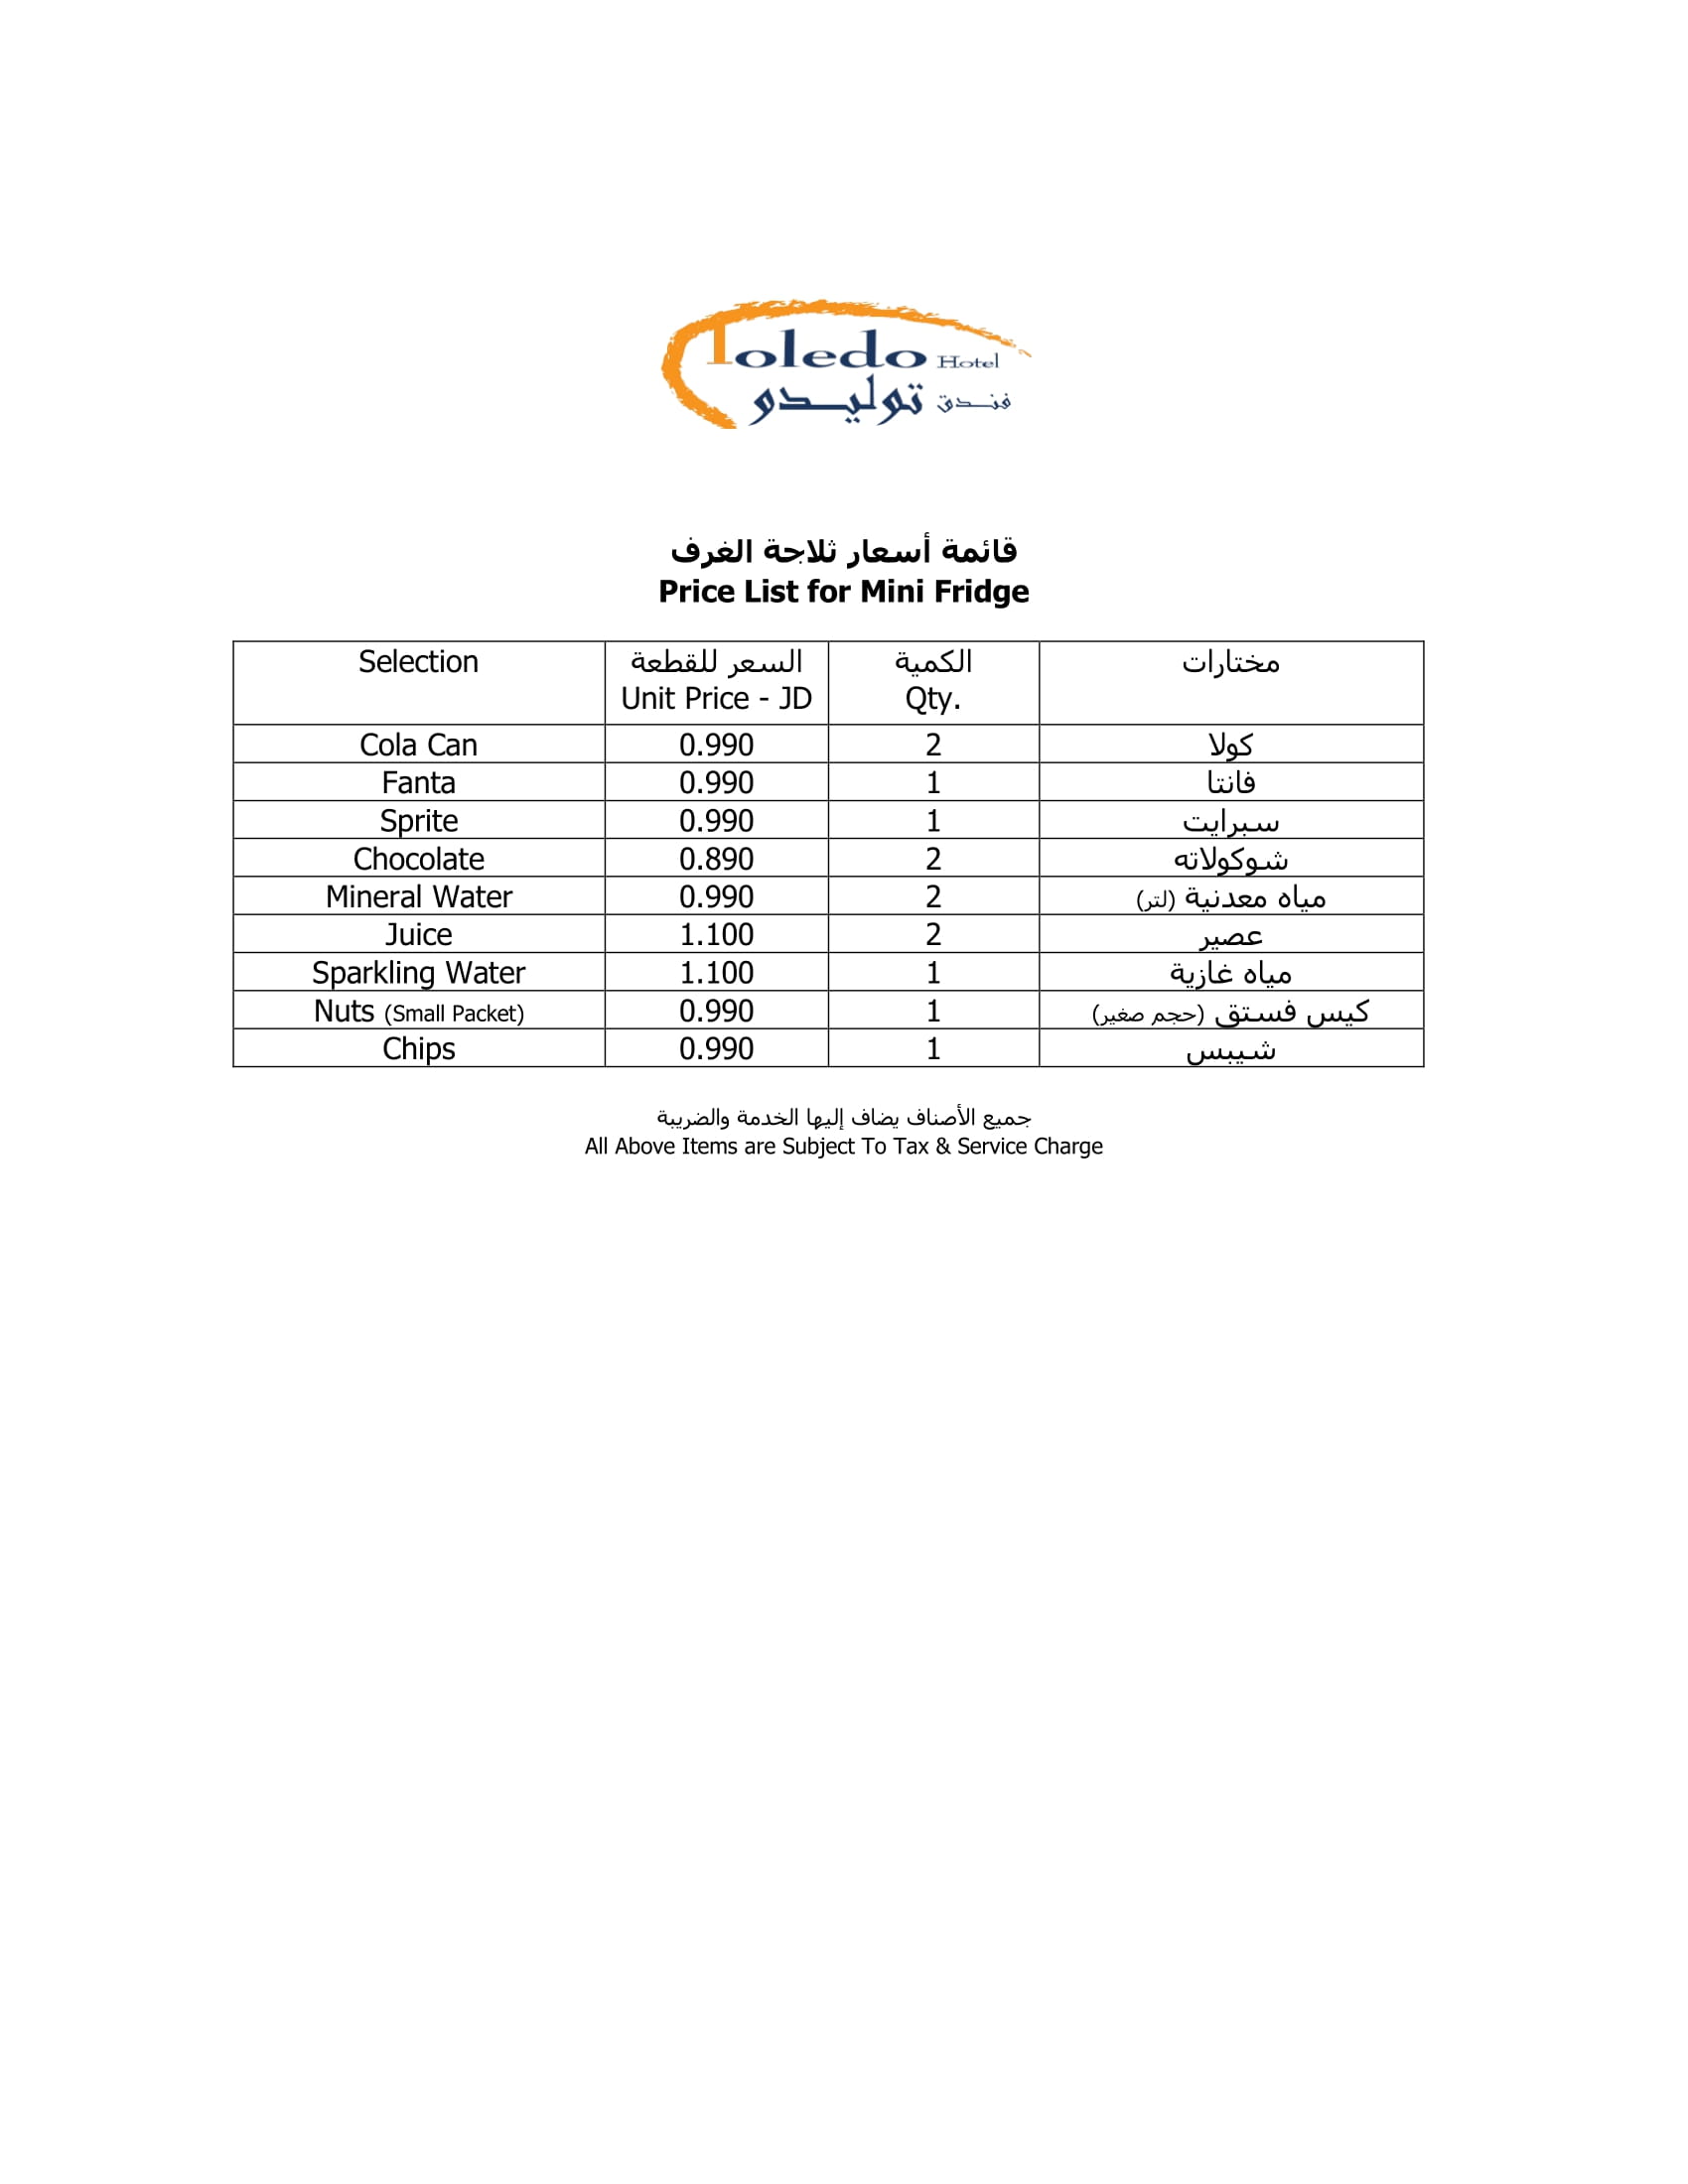 Toledo Hotel
فندق توليدو
قائمة أسعار ثلاجة الغرف
Price List for Mini Fridge
Selection السعر للقطعة الكمية مختارات
Unit Price - JD Qty.
Cola Can 0.990 2 كولا
Fanta 0.990 1 فانتا
Sprite 0.990 1 سبرايت
Chocolate 0.890 2 شوكولاته
Mineral Water 0.990 2 مياه معدنية (لتر)
Juice 1.100 2 عصير
Sparkling Water 1.100 1 مياه غازية
Nuts (Small Packet) 0.990 1 كيس فستق (حجم صغير)
Chips 0.990 1 شيبس
جميع الأصناف يضاف إليها الخدمة والضريبة
All Above Items are Subject To Tax & Service Charge